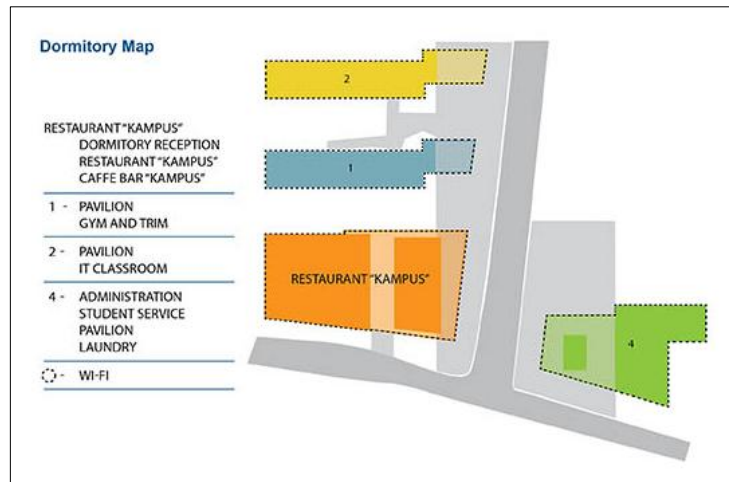 Dormitory Map
RESTAURANT "KAMPUS"
DORMITORY RECEPTION
RESTAURANT "KAMPUS"
CAFFE BAR "KAMPUS"
1 - PAVILION
GYM AND TRIM
2 - PAVILION
IT CLASSROOM
4 - ADMINISTRATION
STUDENT SERVICE
PAVILION
LAUNDRY
- WI-FI
2
1
RESTAURANT "KAMPUS"
4